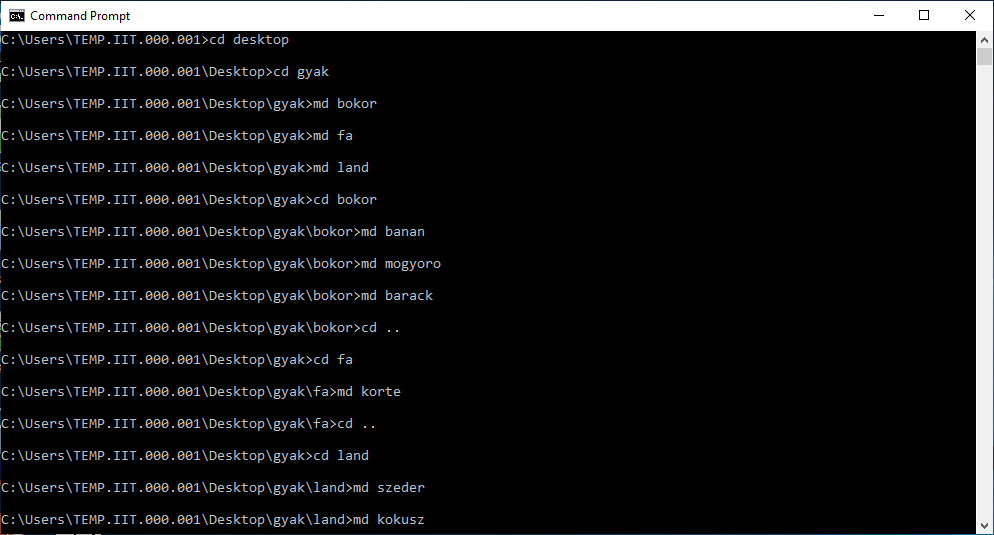 Command Prompt
C:\Users\TEMP.IIT.000.001>cd desktop
C:\Users\TEMP.IIT.000.001\Desktop>cd gyak
C:\Users\TEMP.IIT.000.001\Desktop\gyak>md bokor
C:\Users\TEMP.IIT.000.001\Desktop\gyak>md fa
C:\Users\TEMP.IIT.000.001\Desktop\gyak>md land
C:\Users\TEMP.IIT.000.001\Desktop\gyak>cd bokor
C:\Users\TEMP.IIT.000.001\Desktop\gyak\bokor>md banan
C:\Users\TEMP.IIT.000.001\Desktop\gyak\bokor>md mogyoro
C:\Users\TEMP.IIT.000.001\Desktop\gyak\bokor>md barack
C:\Users\TEMP.IIT.000.001\Desktop\gyak\bokor>cd ..
C:\Users\TEMP.IIT.000.001\Desktop\gyak>cd fa
C:\Users\TEMP.IIT.000.001\Desktop\gyak\fa>md korte
C:\Users\TEMP.IIT.000.001\Desktop\gyak\fa>cd ..
C:\Users\TEMP.IIT.000.001\Desktop\gyak>cd land
C:\Users\TEMP.IIT.000.001\Desktop\gyak\land>md szeder
C:\Users\TEMP.IIT.000.001\Desktop\gyak\land>md kokusz